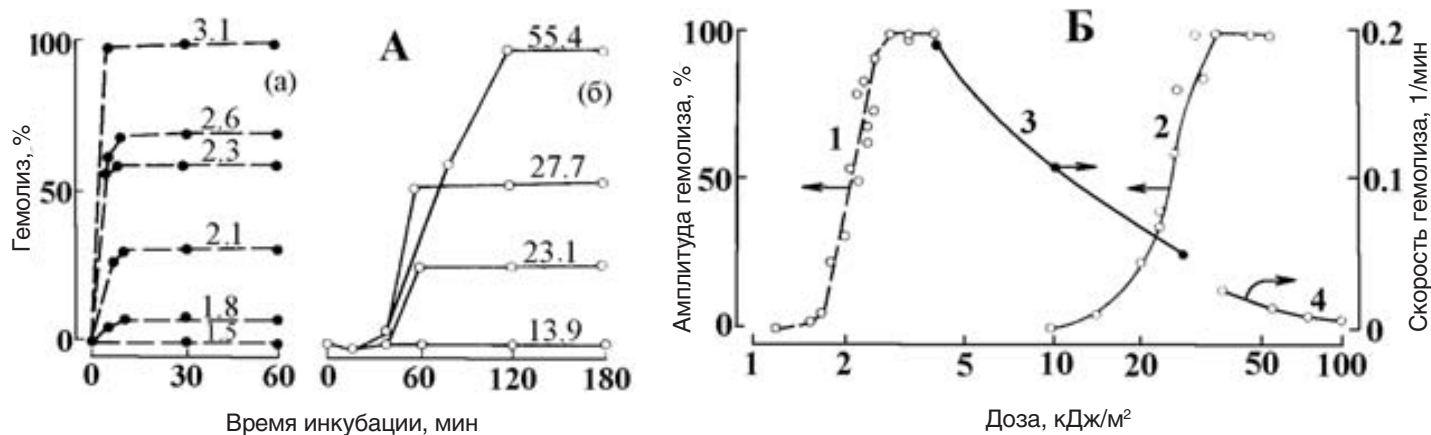 Гемолиз, %
100
50
0
А
(а)
3.1
2.6
2.3
2.1
1.8
1.5
0 30 60
(б)
55.4
27.7
23.1
13.9
0 60 120 180
Время инкубации, мин
Амплитуда гемолиза, %
100
50
0
Б
1
2
3
4
0.2
0.1
0
Скорость гемолиза, 1/мин
1 2 5 10 20 50 100
Доза, кДж/м²